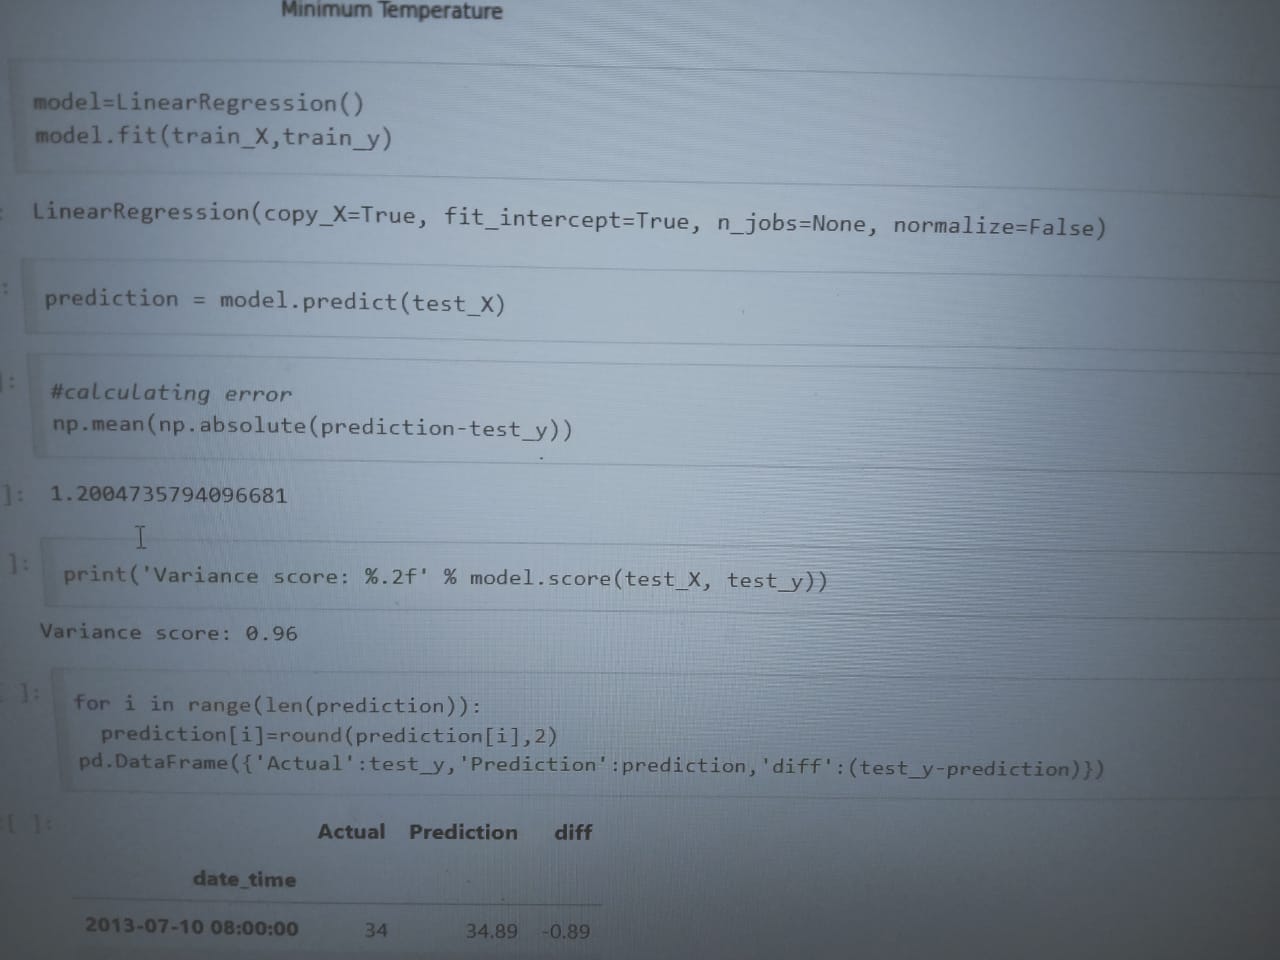 Minimum Temperature
model=LinearRegression()
model.fit(train_X,train_y)
: LinearRegression(copy_X=True, fit_intercept=True, n_jobs=None, normalize=False)
: prediction = model.predict(test_X)
]: #calculating error
np.mean(np.absolute(prediction-test_y))
]: 1.2004735794096681
]: print('Variance score: %.2f' % model.score(test_X, test_y))
Variance score: 0.96
[ ]: for i in range(len(prediction)):
prediction[i]=round(prediction[i],2)
pd.DataFrame({'Actual':test_y,'Prediction':prediction,'diff':(test_y-prediction)})
[ ]: Actual Prediction diff
date_time
2013-07-10 08:00:00 34 34.89 -0.89